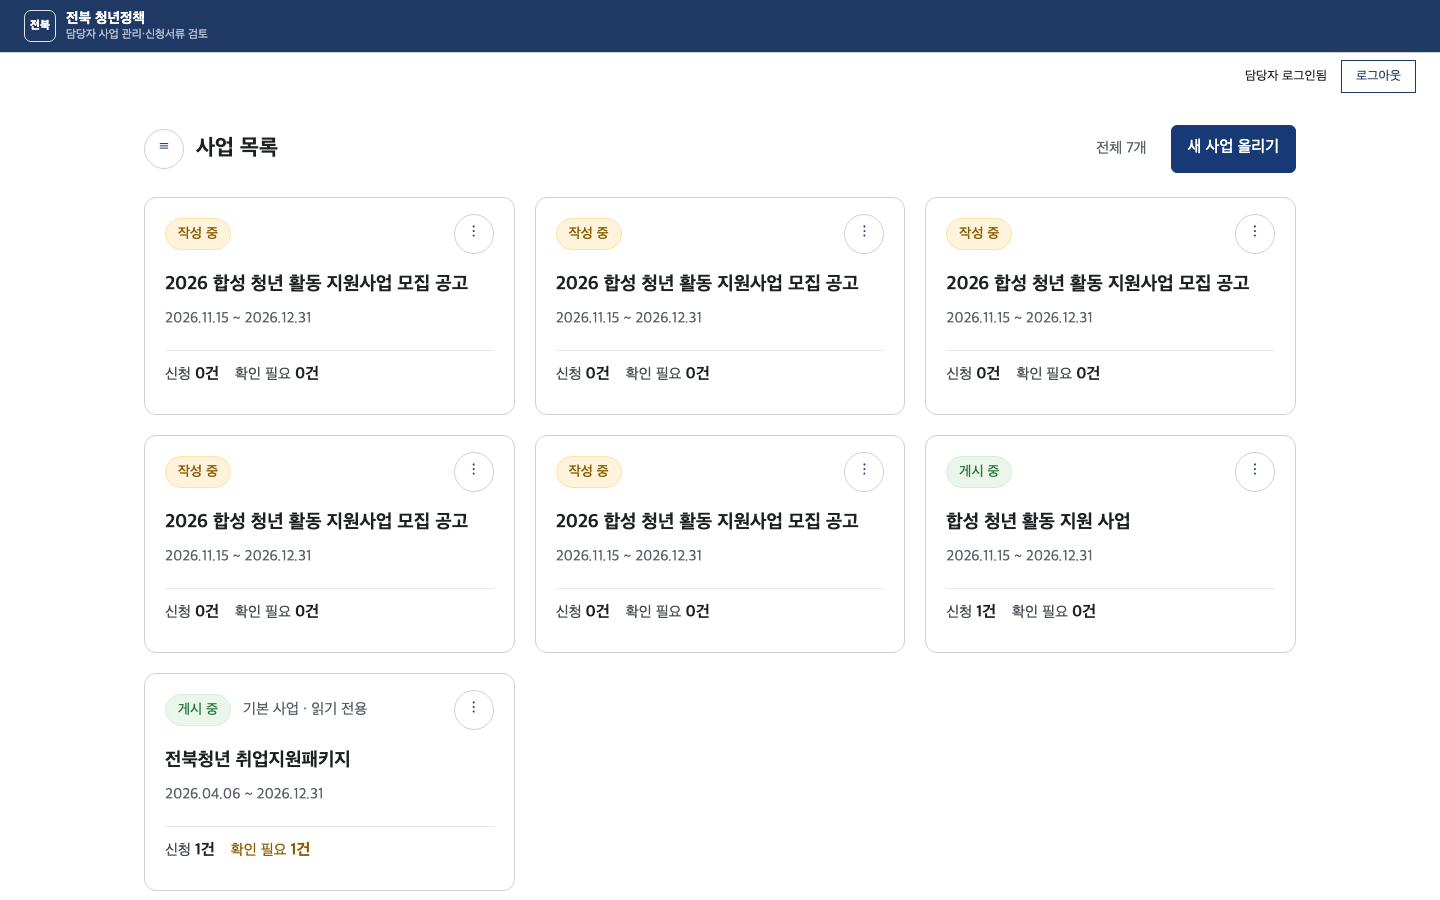 전북
전북 청년정책
담당자 사업 관리·신청서류 검토
담당자 로그인됨
로그아웃
사업 목록
전체 7개
새 사업 올리기
작성 중
2026 합성 청년 활동 지원사업 모집 공고
2026.11.15 ~ 2026.12.31
신청 0건 확인 필요 0건
작성 중
2026 합성 청년 활동 지원사업 모집 공고
2026.11.15 ~ 2026.12.31
신청 0건 확인 필요 0건
작성 중
2026 합성 청년 활동 지원사업 모집 공고
2026.11.15 ~ 2026.12.31
신청 0건 확인 필요 0건
작성 중
2026 합성 청년 활동 지원사업 모집 공고
2026.11.15 ~ 2026.12.31
신청 0건 확인 필요 0건
작성 중
2026 합성 청년 활동 지원사업 모집 공고
2026.11.15 ~ 2026.12.31
신청 0건 확인 필요 0건
게시 중
합성 청년 활동 지원 사업
2026.11.15 ~ 2026.12.31
신청 1건 확인 필요 0건
게시 중 기본 사업 · 읽기 전용
전북청년 취업지원패키지
2026.04.06 ~ 2026.12.31
신청 1건 확인 필요 1건